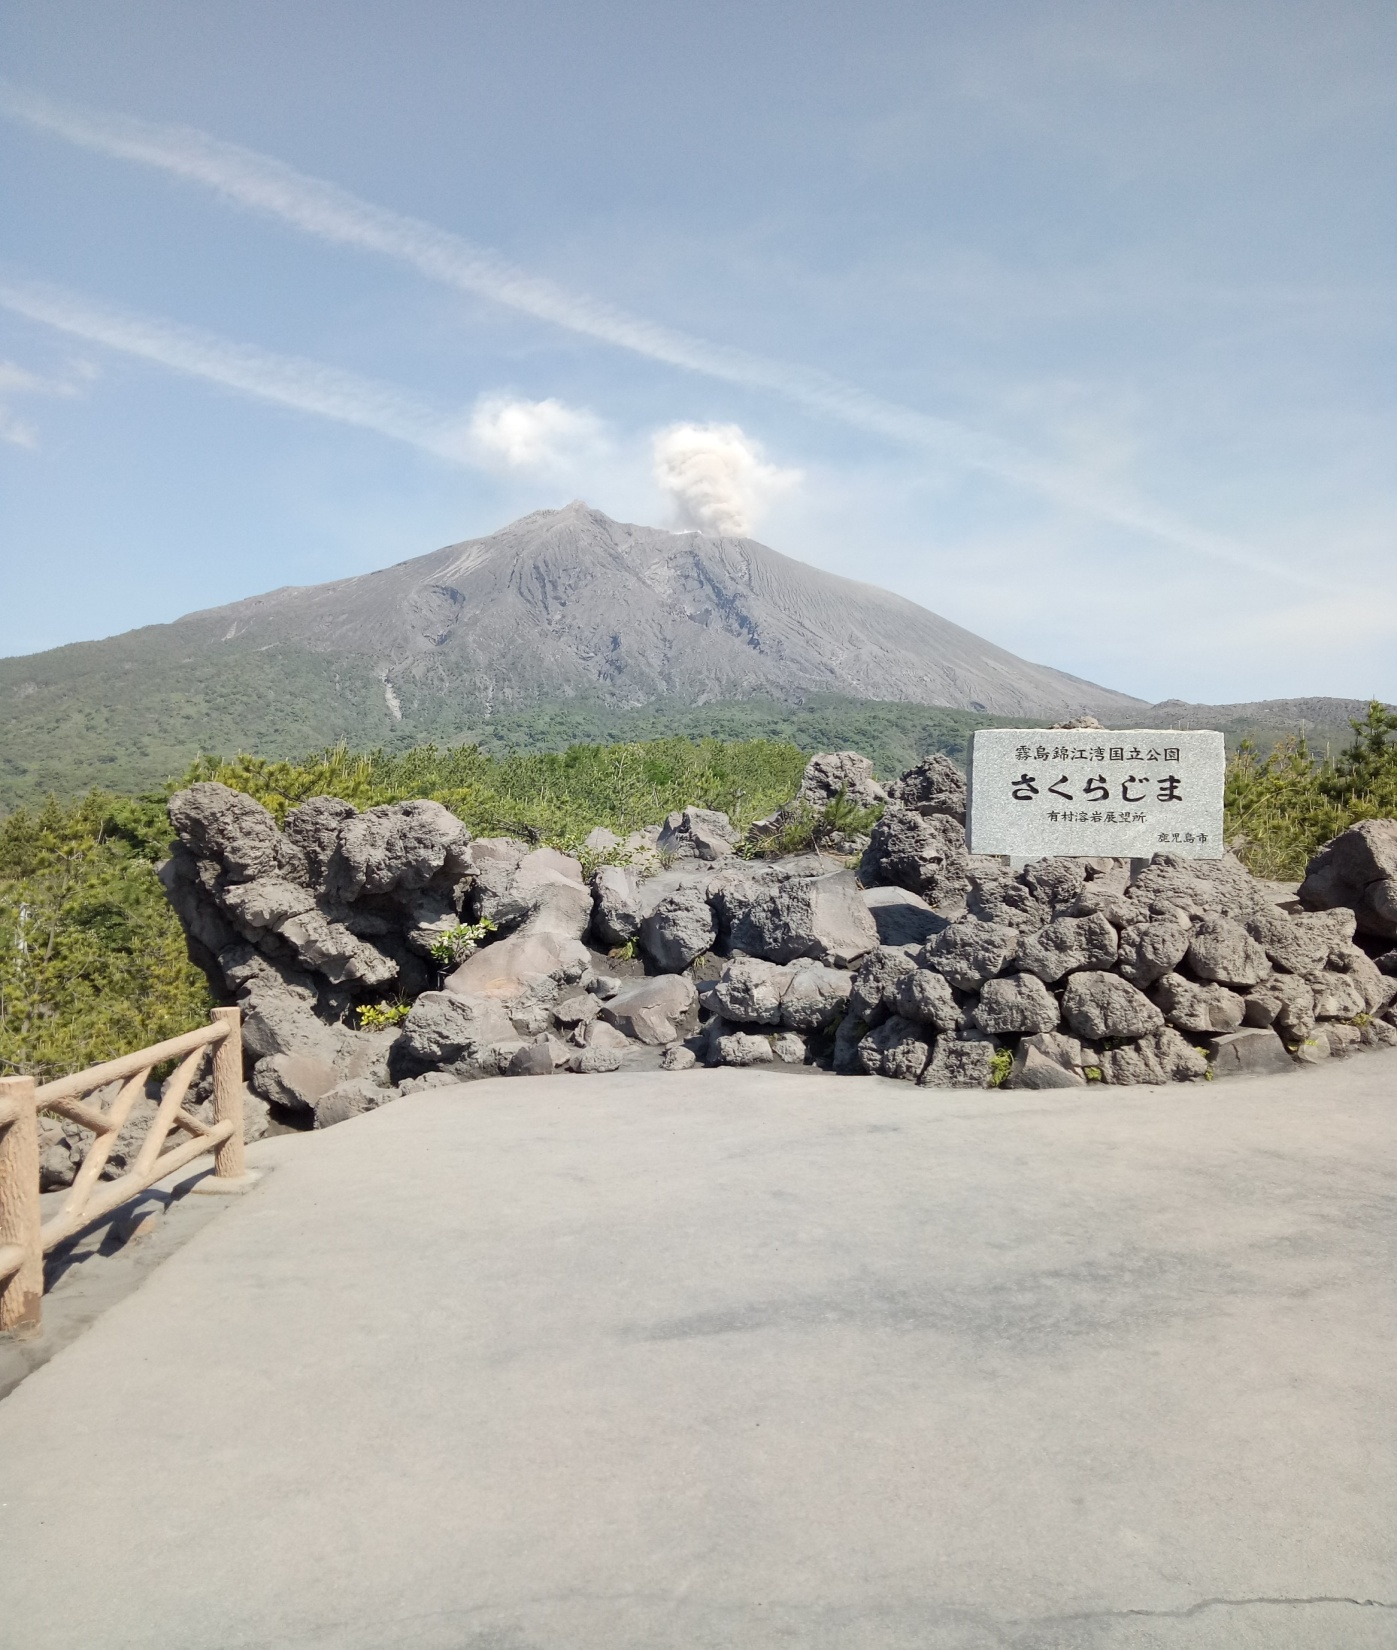 霧島錦江湾国立公園
さくらじま
有村溶岩展望所
鹿児島市